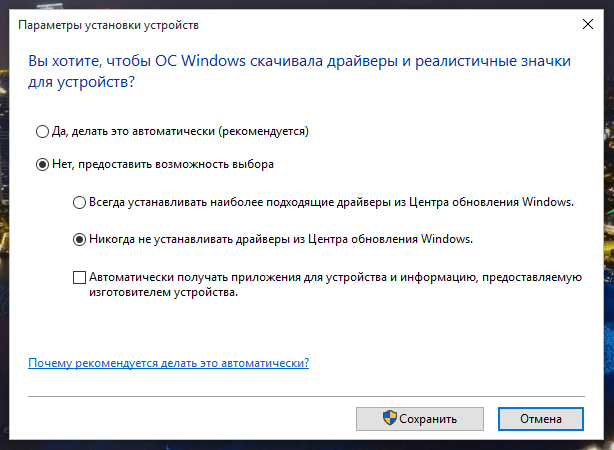 Параметры установки устройств
Вы хотите, чтобы ОС Windows скачивала драйверы и реалистичные значки
для устройств?
Да, делать это автоматически (рекомендуется)
Нет, предоставить возможность выбора
Всегда устанавливать наиболее подходящие драйверы из Центра обновления Windows.
Никогда не устанавливать драйверы из Центра обновления Windows.
Автоматически получать приложения для устройства и информацию, предоставляемую
изготовителем устройства.
Почему рекомендуется делать это автоматически?
Сохранить
Отмена